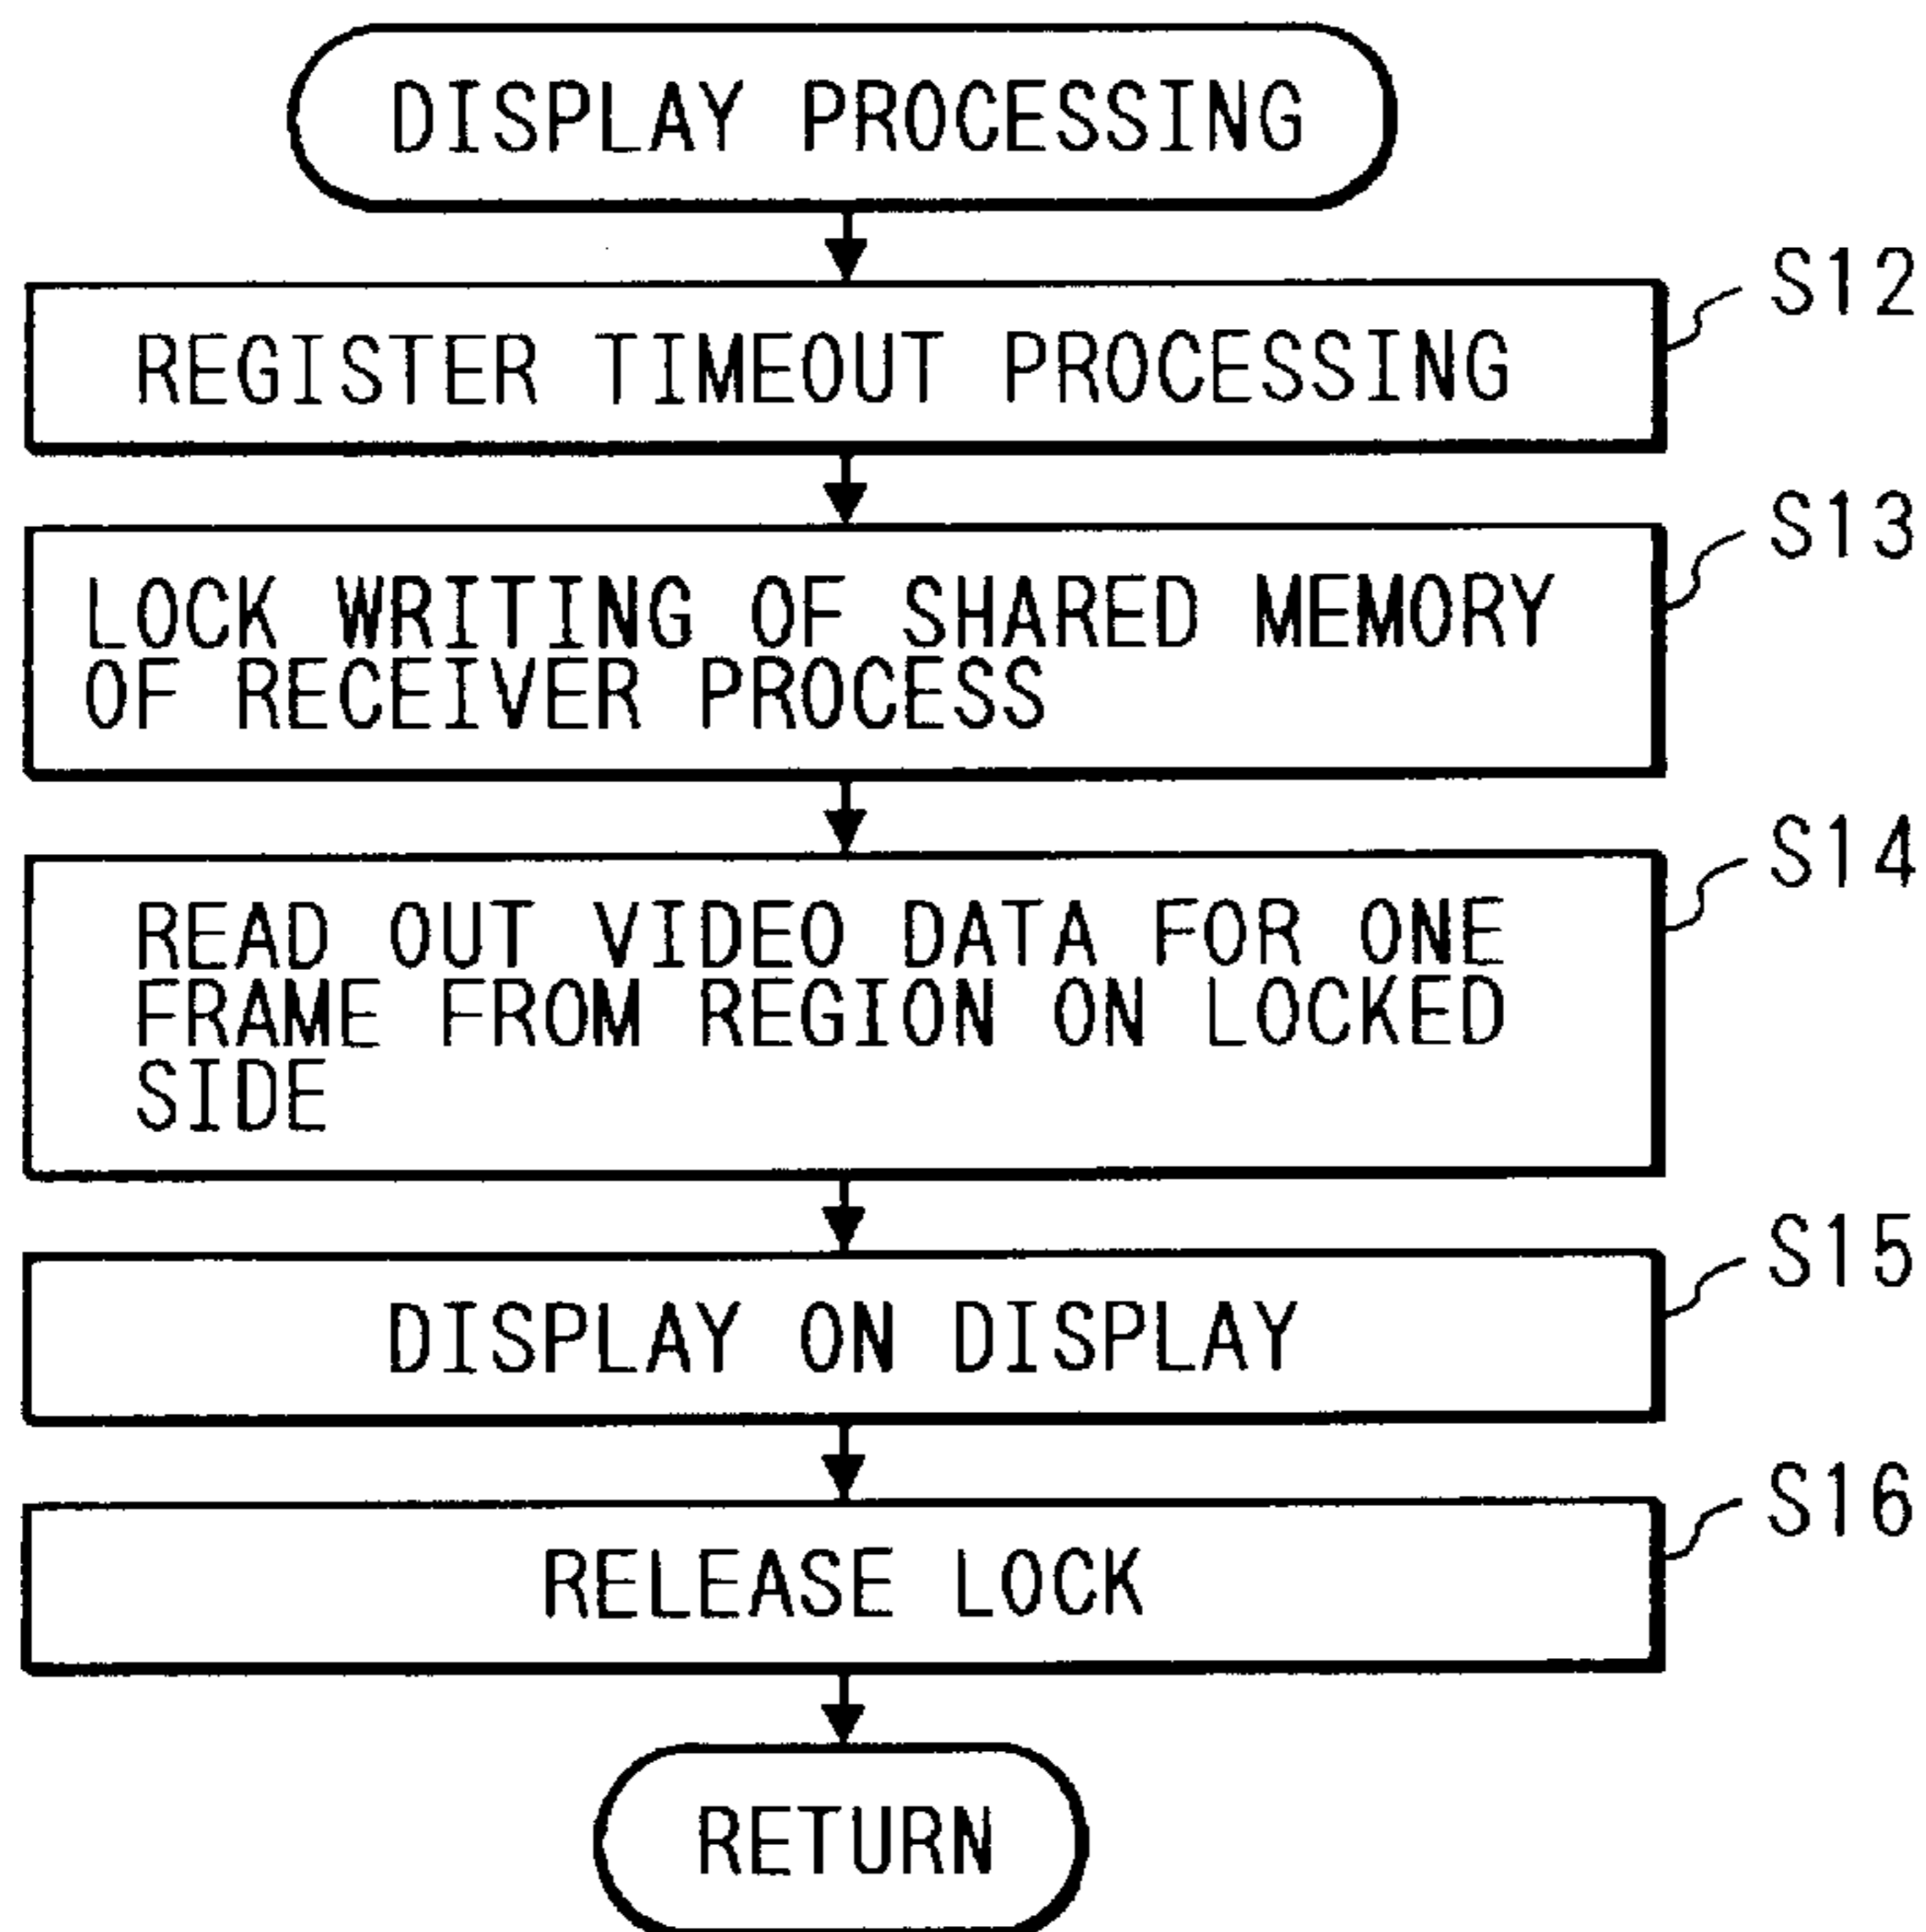 DISPLAY PROCESSING
S12
REGISTER TIMEOUT PROCESSING
S13
LOCK WRITING OF SHARED MEMORY
OF RECEIVER PROCESS
S14
READ OUT VIDEO DATA FOR ONE
FRAME FROM REGION ON LOCKED
SIDE
S15
DISPLAY ON DISPLAY
S16
RELEASE LOCK
RETURN